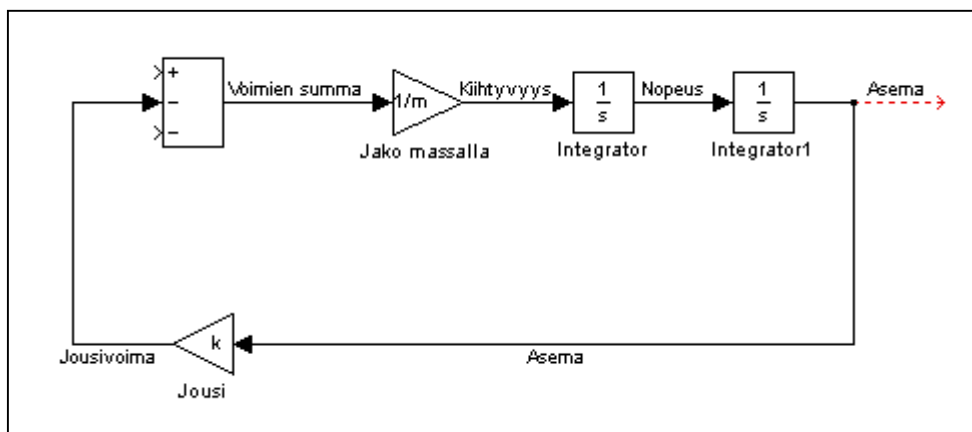 +
−
−
Voimien summa
1/m
Jako massalla
Kiihtyvyys
1
s
Integrator
Nopeus
1
s
Integrator1
Asema
Jousivoima
k
Jousi
Asema